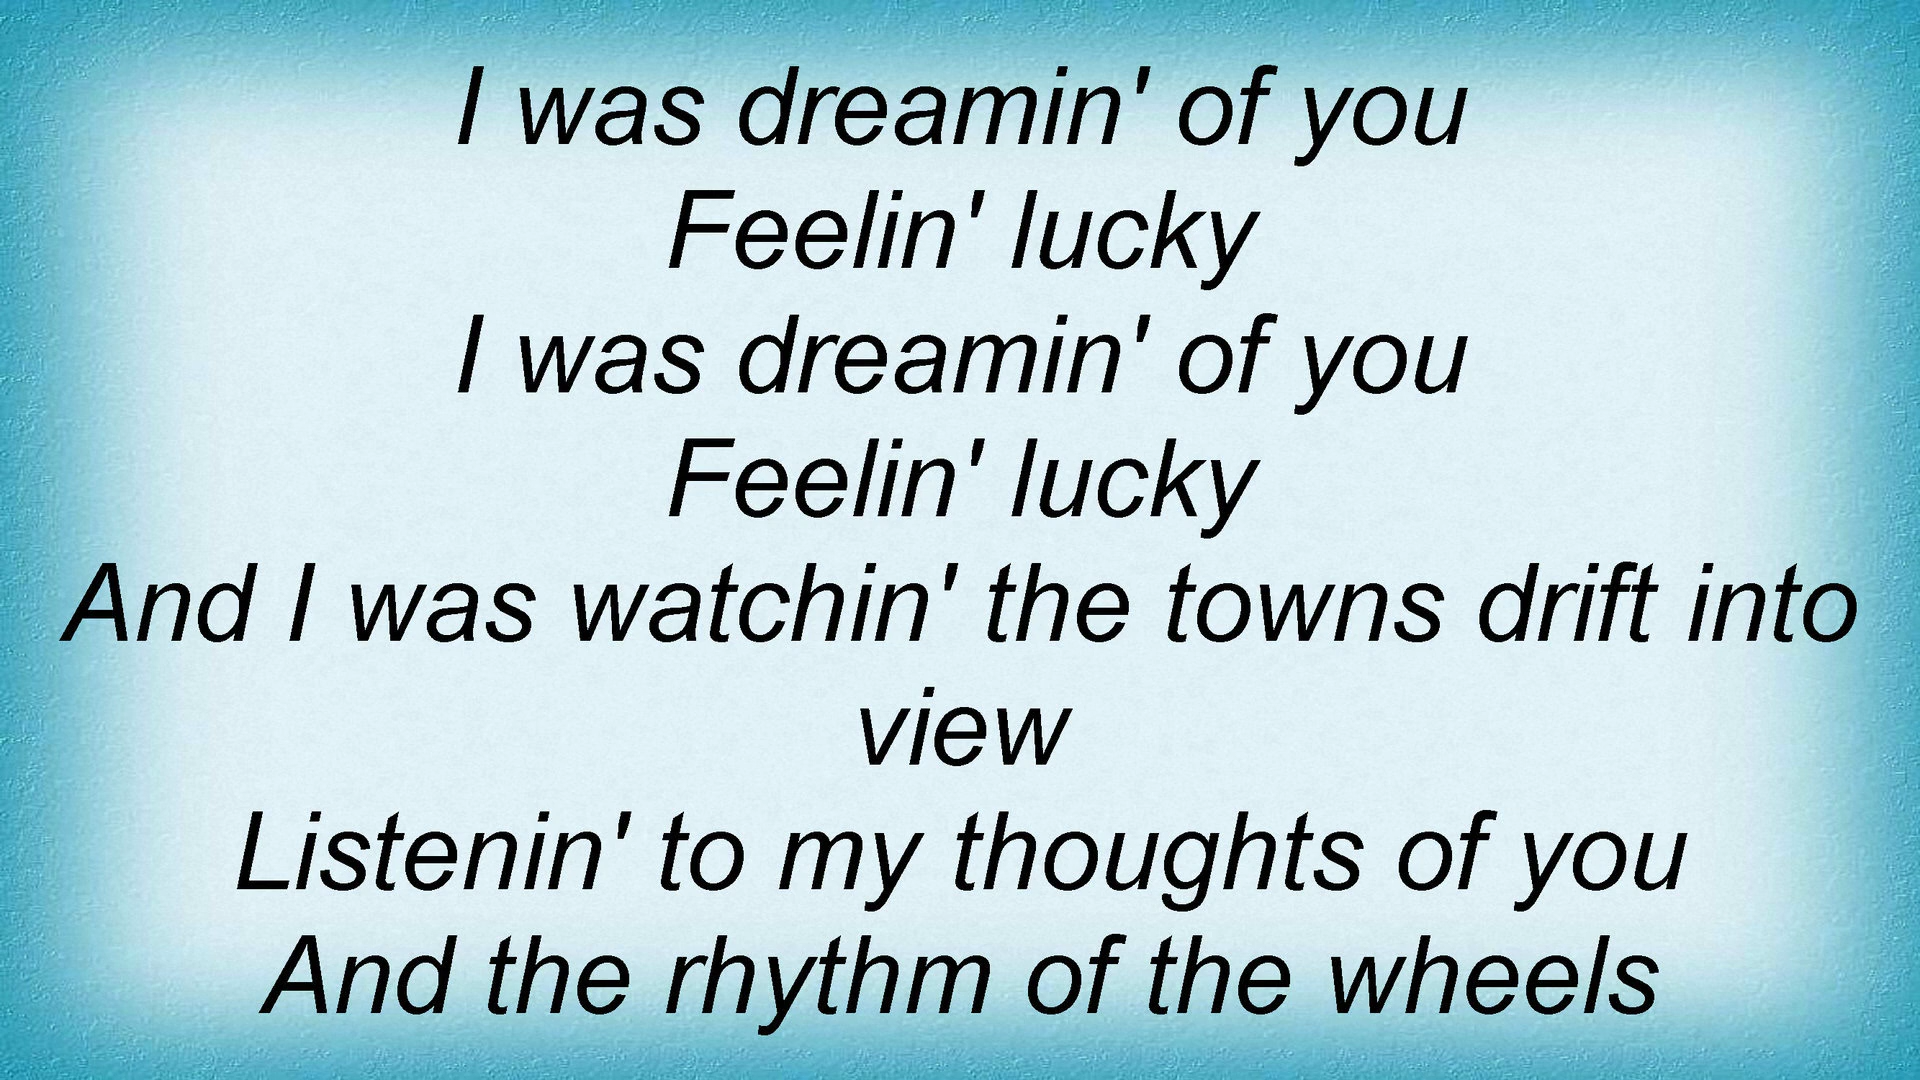 I was dreamin' of you
Feelin' lucky
I was dreamin' of you
Feelin' lucky
And I was watchin' the towns drift into
view
Listenin' to my thoughts of you
And the rhythm of the wheels